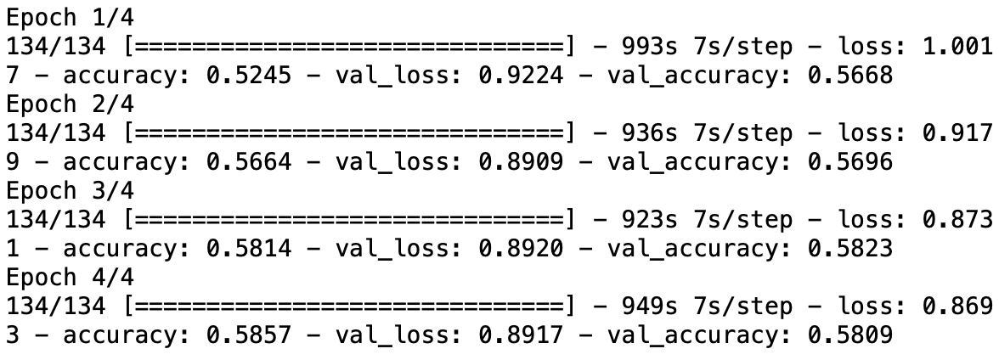 Epoch 1/4
134/134 [==============================] - 993s 7s/step - loss: 1.001
7 - accuracy: 0.5245 - val_loss: 0.9224 - val_accuracy: 0.5668
Epoch 2/4
134/134 [==============================] - 936s 7s/step - loss: 0.917
9 - accuracy: 0.5664 - val_loss: 0.8909 - val_accuracy: 0.5696
Epoch 3/4
134/134 [==============================] - 923s 7s/step - loss: 0.873
1 - accuracy: 0.5814 - val_loss: 0.8920 - val_accuracy: 0.5823
Epoch 4/4
134/134 [==============================] - 949s 7s/step - loss: 0.869
3 - accuracy: 0.5857 - val_loss: 0.8917 - val_accuracy: 0.5809